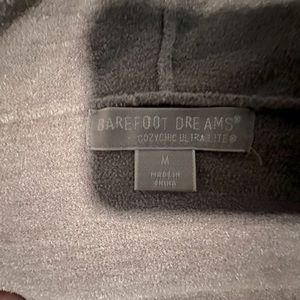 BAREFOOT DREAMS®
COZYCHIC ULTRA LITE®
M
MADE IN
CHINA